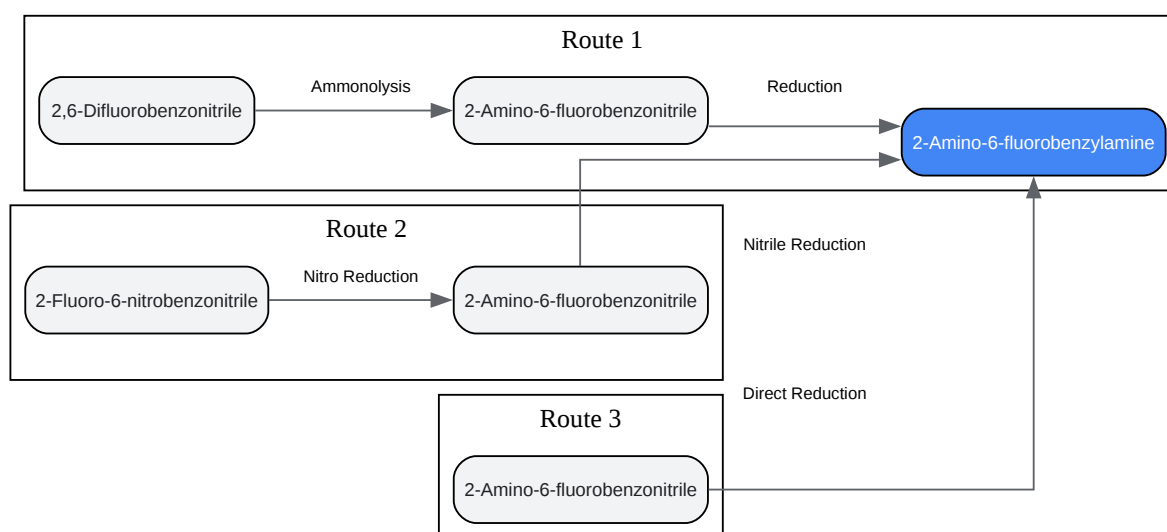 Route 1
2,6-Difluorobenzonitrile
Ammonolysis
2-Amino-6-fluorobenzonitrile
Reduction
2-Amino-6-fluorobenzylamine
Route 2
2-Fluoro-6-nitrobenzonitrile
Nitro Reduction
2-Amino-6-fluorobenzonitrile
Nitrile Reduction
Direct Reduction
Route 3
2-Amino-6-fluorobenzonitrile